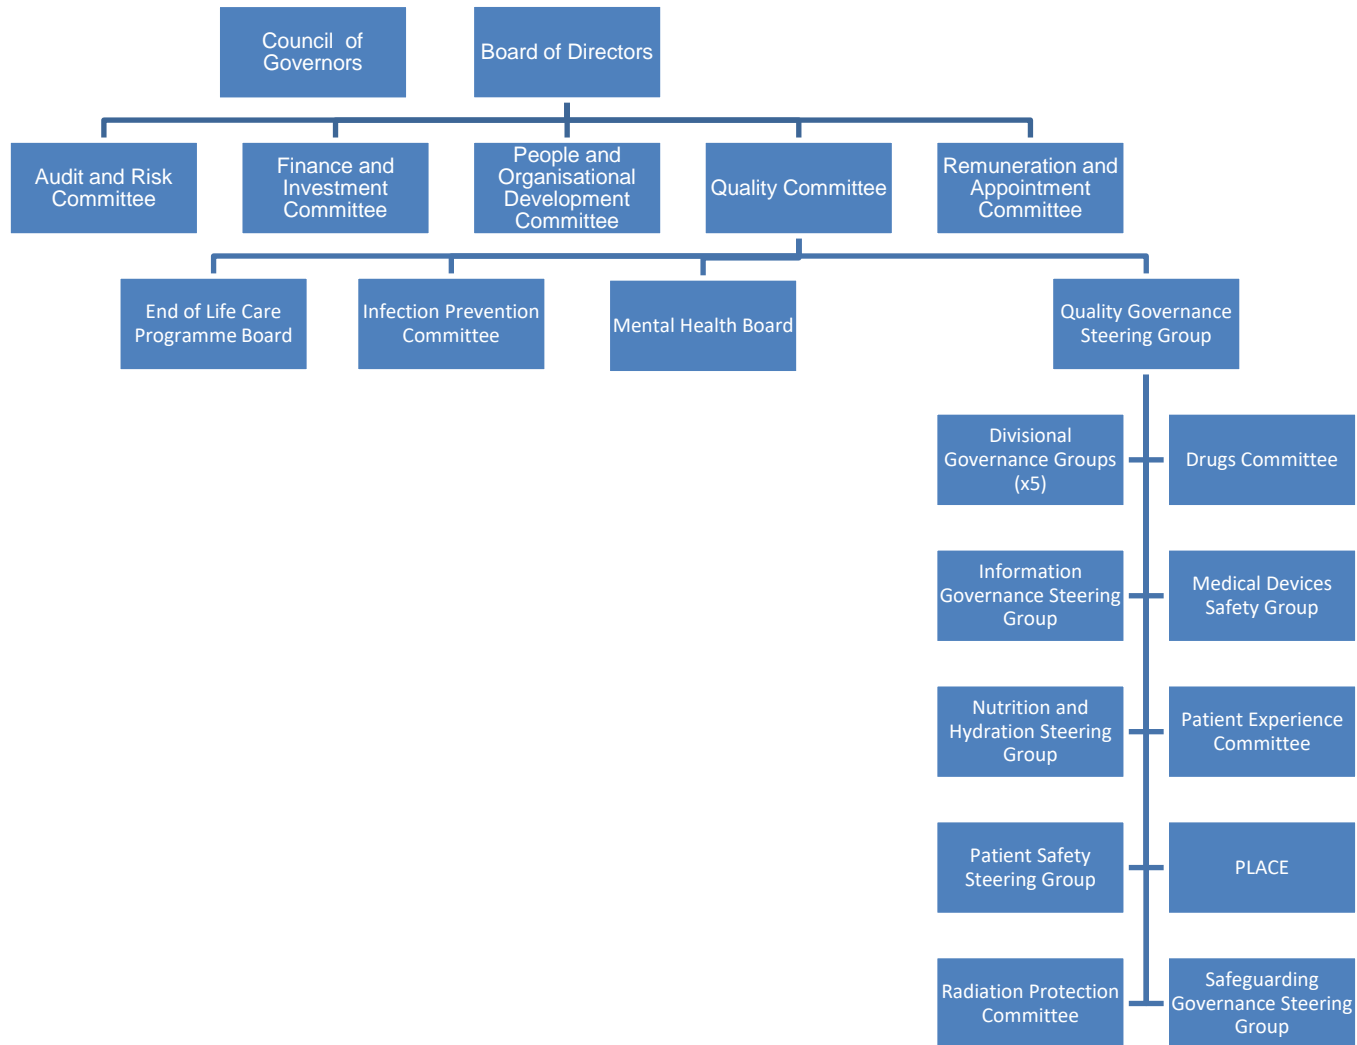 Council of
Governors
Board of Directors
Audit and Risk
Committee
Finance and
Investment
Committee
People and
Organisational
Development
Committee
Quality Committee
Remuneration and
Appointment
Committee
End of Life Care
Programme Board
Infection Prevention
Committee
Mental Health Board
Quality Governance
Steering Group
Divisional
Governance Groups
(x5)
Drugs Committee
Information
Governance Steering
Group
Medical Devices
Safety Group
Nutrition and
Hydration Steering
Group
Patient Experience
Committee
Patient Safety
Steering Group
PLACE
Radiation Protection
Committee
Safeguarding
Governance Steering
Group